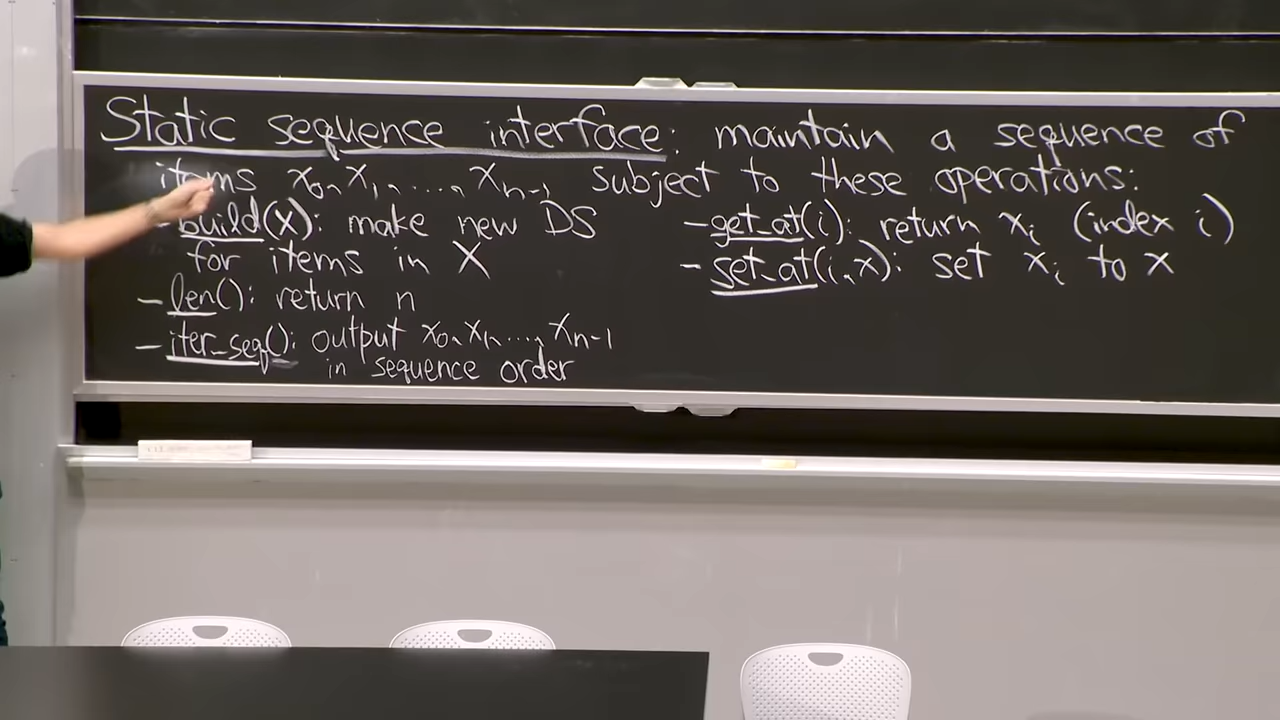 Static sequence interface: maintain a sequence of
items x0, x1, ..., xn-1 subject to these operations:
- build(X): make new DS
for items in X
- len(): return n
- iter_seq(): output x0, x1, ..., xn-1
in sequence order
- get_at(i): return xi (index i)
- set_at(i, x): set xi to x